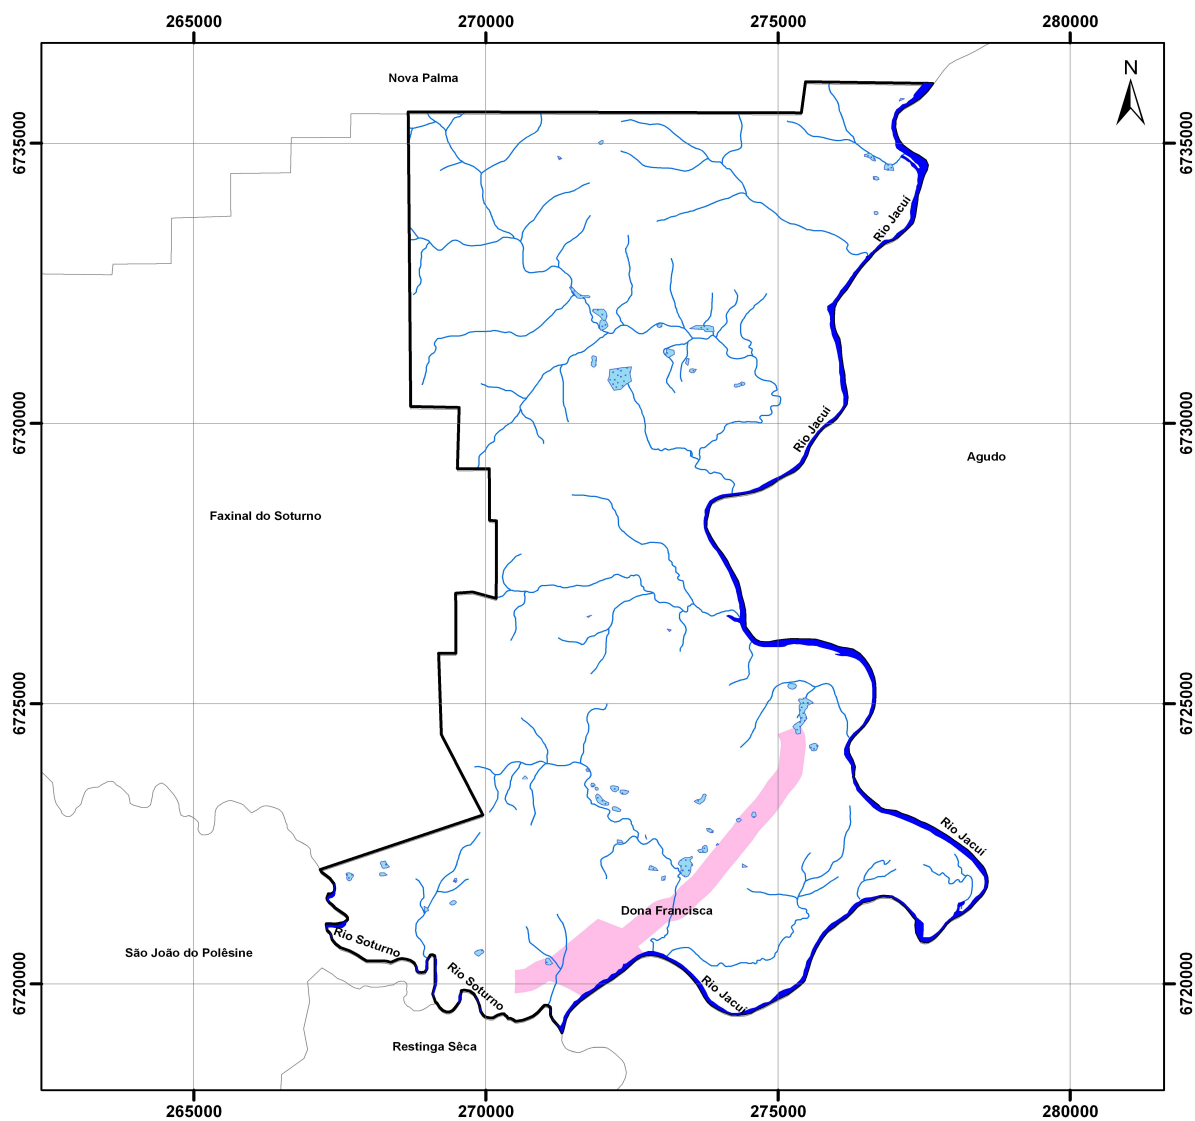 265000 270000 275000 280000
Nova Palma
N
6735000 6735000
Rio Jacuí
6730000 6730000
Rio Jacuí
Agudo
Faxinal do Soturno
6725000 6725000
Rio Jacuí
Dona Francisca
Rio Soturno
São João do Polêsine
Rio Soturno
Rio Jacuí
6720000 6720000
Restinga Sêca
265000 270000 275000 280000